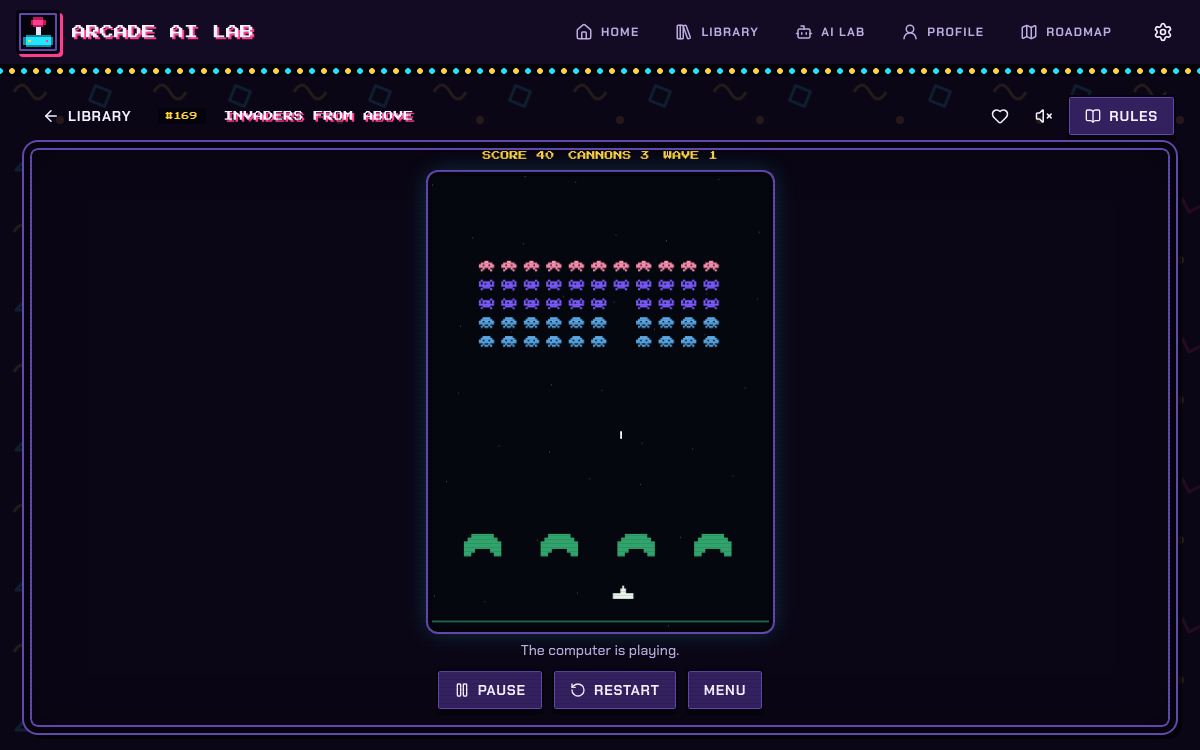 ARCADE AI LAB
HOME
LIBRARY
AI LAB
PROFILE
ROADMAP
LIBRARY
#169
INVADERS FROM ABOVE
RULES
SCORE 40 CANNONS 3 WAVE 1
The computer is playing.
PAUSE
RESTART
MENU